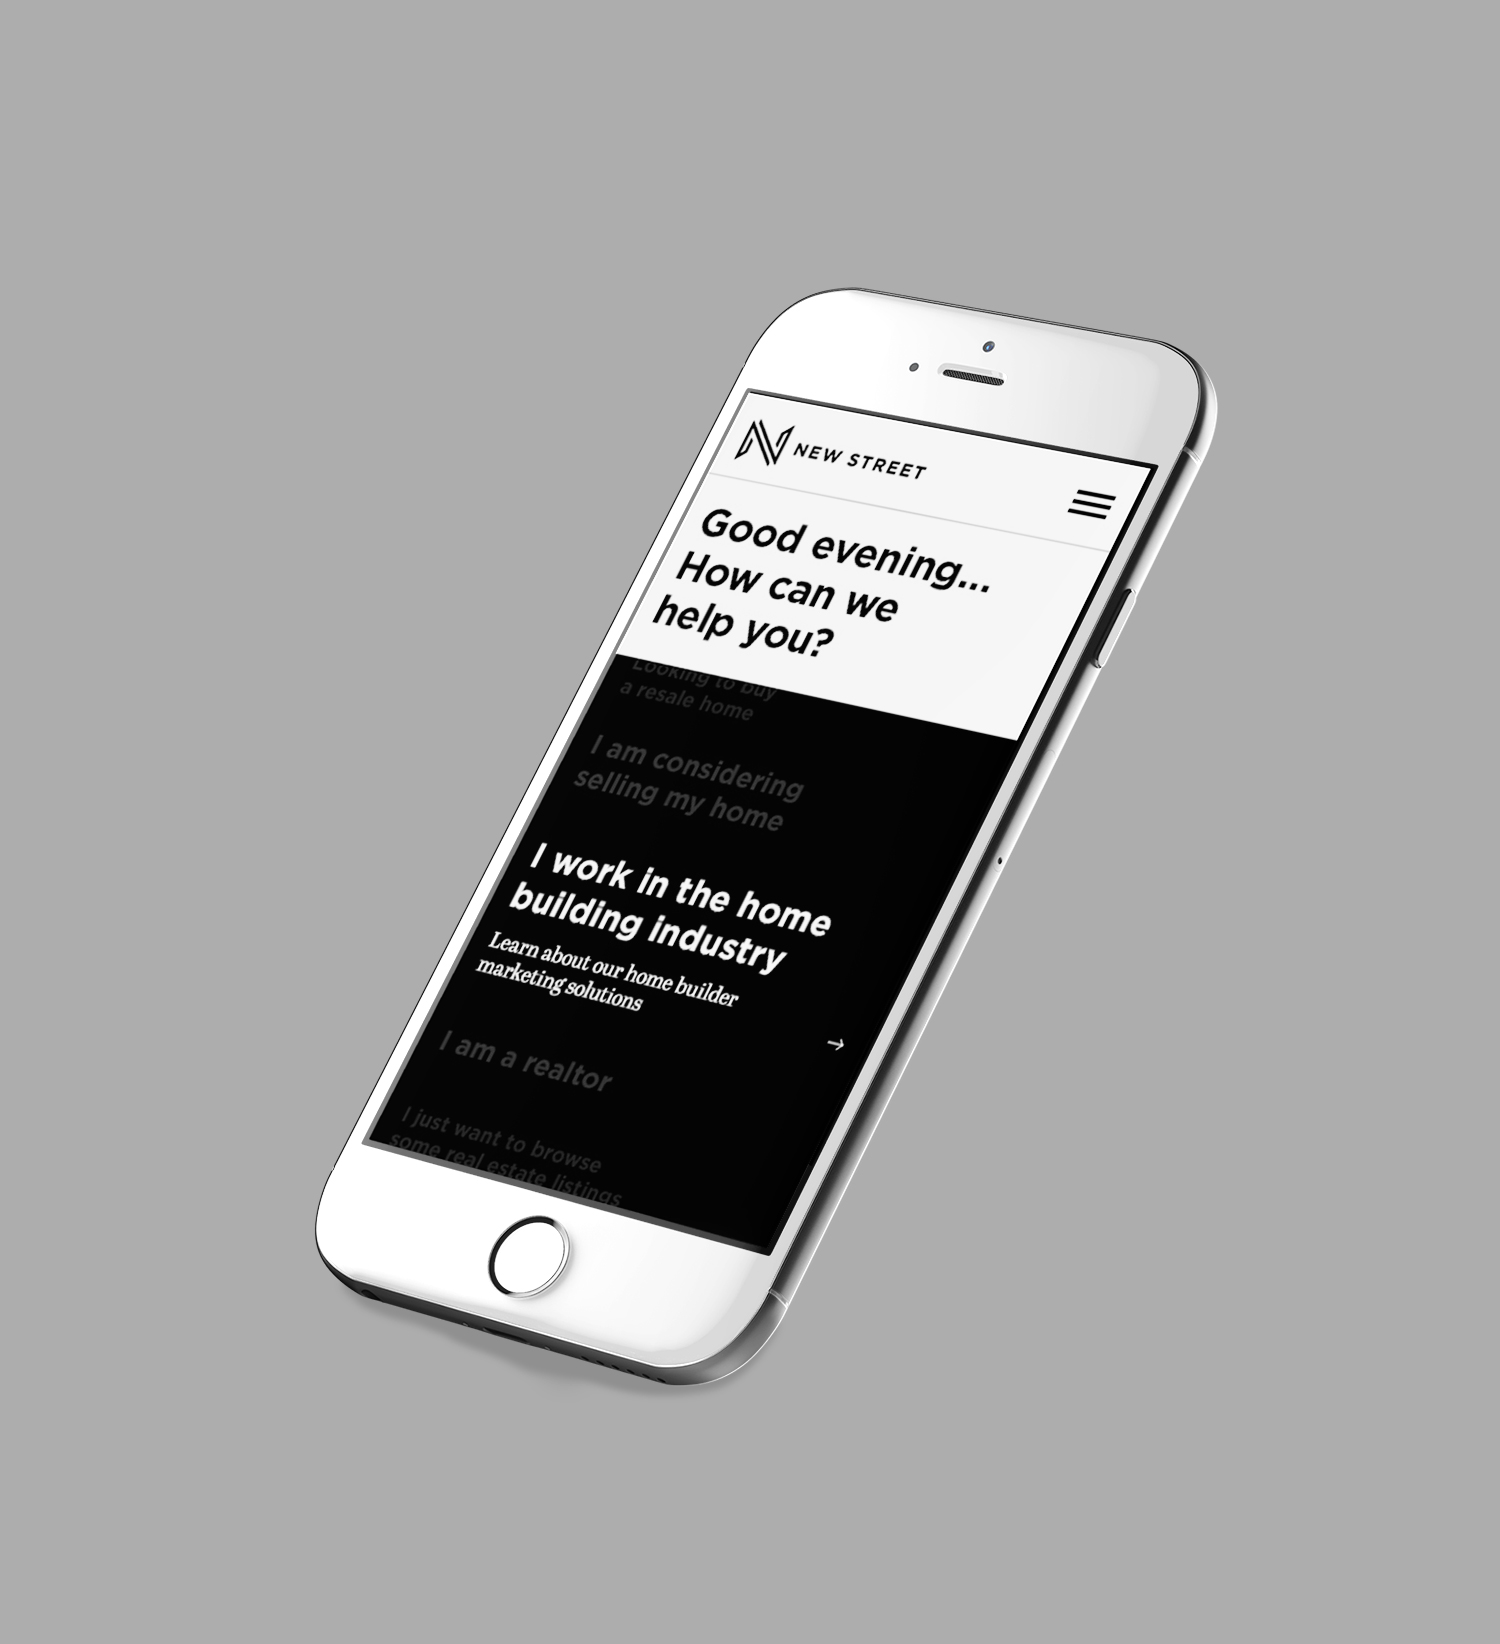 NEW STREET
Good evening...
How can we
help you?
Looking to buy
a resale home
I am considering
selling my home
I work in the home
building industry
Learn about our home builder
marketing solutions
→
I am a realtor
I just want to browse
some real estate listings